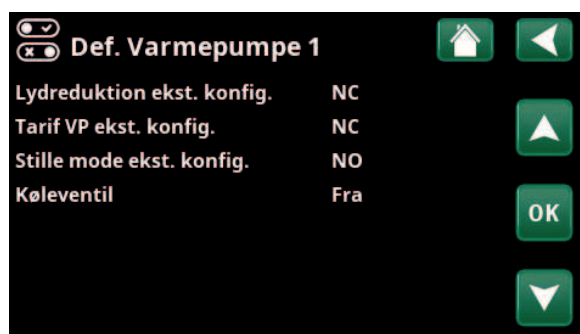 Def. Varmepumpe 1
Lydreduktion ekst. konfig. NC
Tarif VP ekst. konfig. NC
Stille mode ekst. konfig. NO
Køleventil Fra
OK